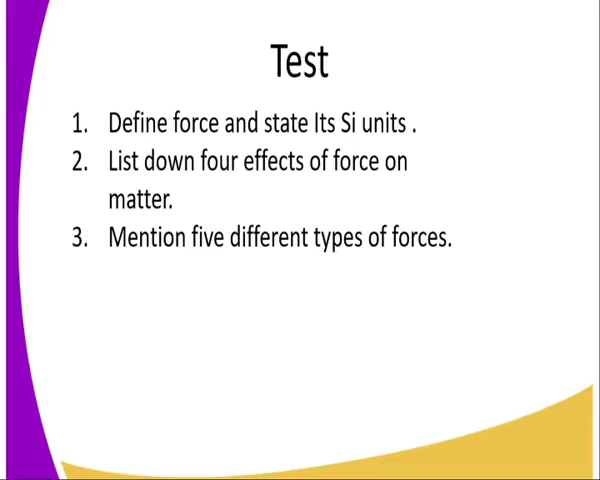 Test
1. Define force and state Its Si units .
2. List down four effects of force on
matter.
3. Mention five different types of forces.